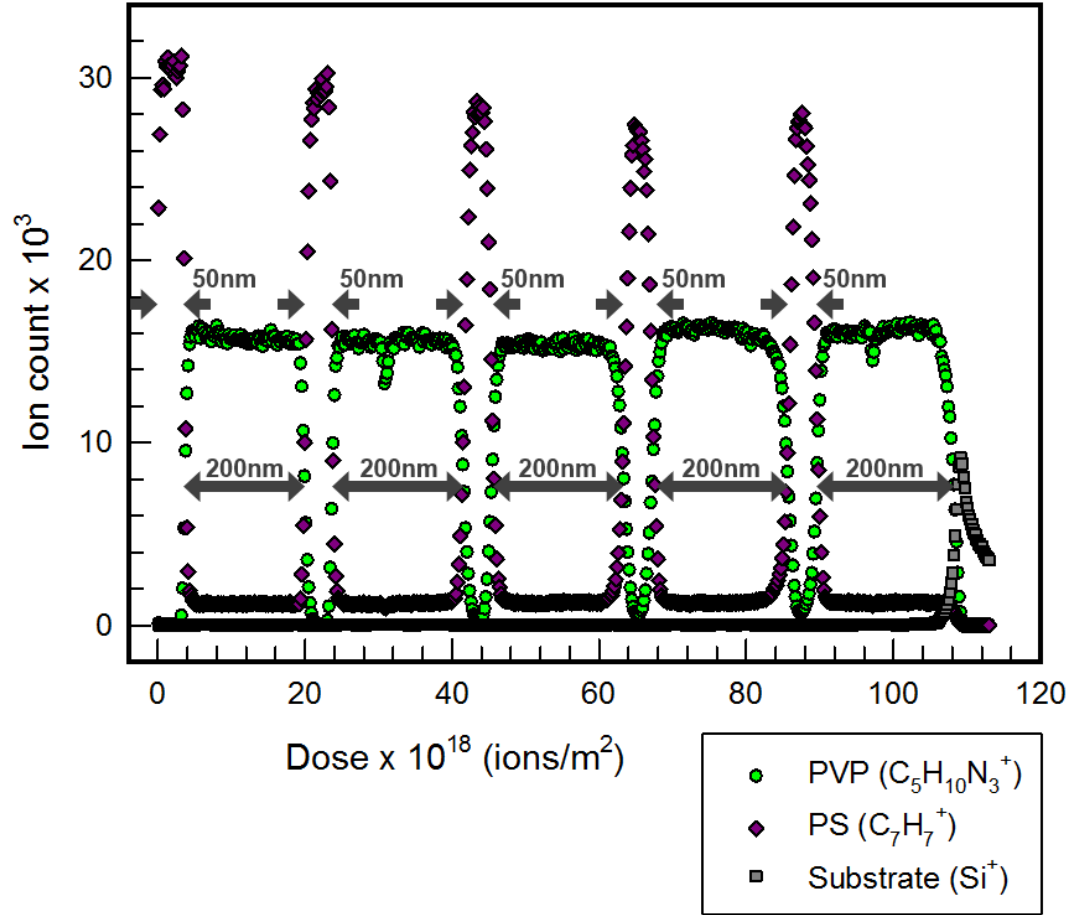 Ion count x 10³
30
20
10
0
50nm 50nm 50nm 50nm 50nm
200nm 200nm 200nm 200nm 200nm
0 20 40 60 80 100 120
Dose x 10¹⁸ (ions/m²)
PVP (C₅H₁₀N₃⁺)
PS (C₇H₇⁺)
Substrate (Si⁺)